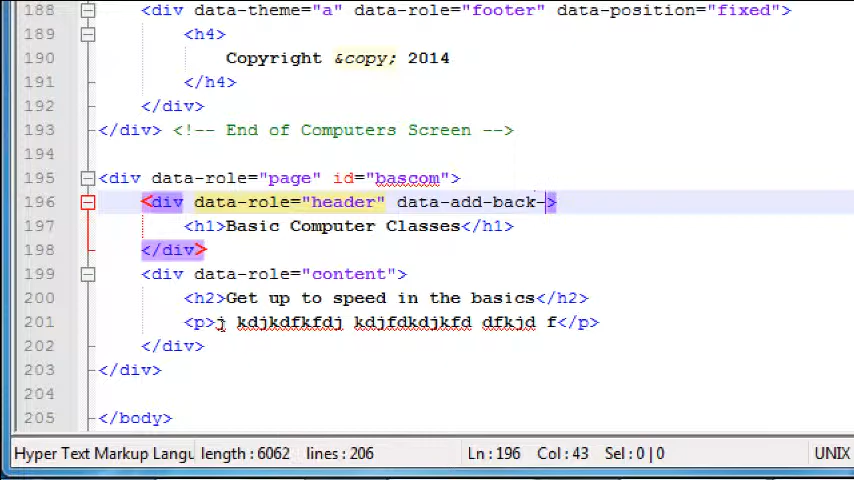 188 <div data-theme="a" data-role="footer" data-position="fixed">
189 <h4>
190 Copyright &copy; 2014
191 </h4>
192 </div>
193 </div> <!-- End of Computers Screen -->
194
195 <div data-role="page" id="bascom">
196 <div data-role="header" data-add-back->
197 <h1>Basic Computer Classes</h1>
198 </div>
199 <div data-role="content">
200 <h2>Get up to speed in the basics</h2>
201 <p>j kdjkdfkfdj kdjfdkdjkfd dfkjd f</p>
202 </div>
203 </div>
204
205 </body>
Hyper Text Markup Langu length : 6062 lines : 206 Ln : 196 Col : 43 Sel : 0 | 0 UNIX